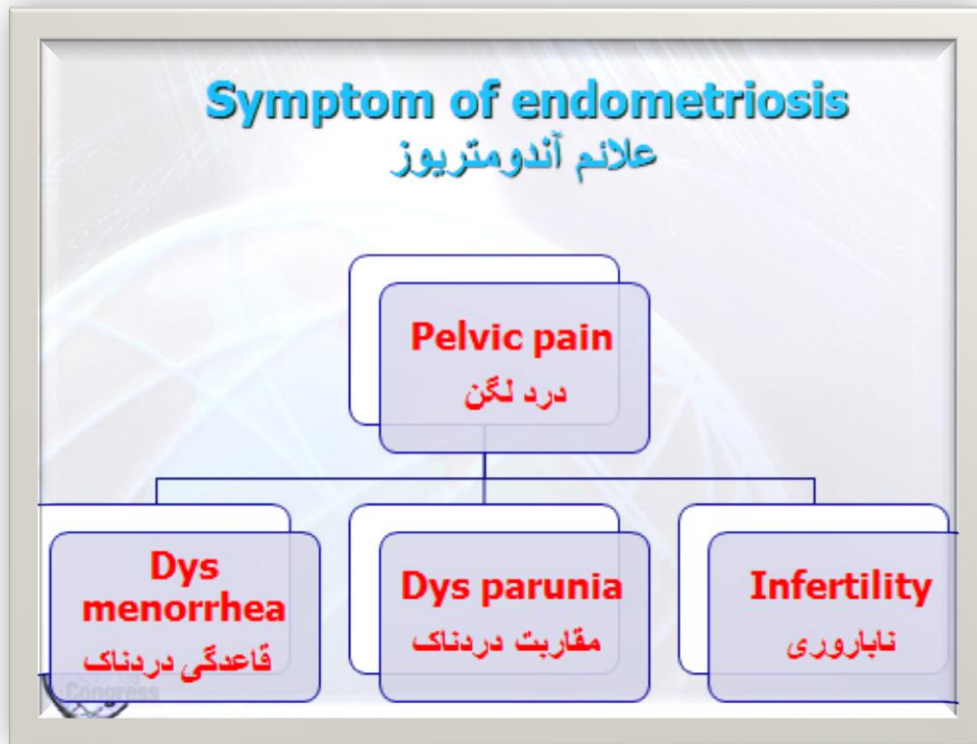 Symptom of endometriosis
علائم آندومتریوز
Pelvic pain
درد لگن
Dys
menorrhea
قاعدگی دردناک
Dys parunia
مقاربت دردناک
Infertility
ناباروری
Congress